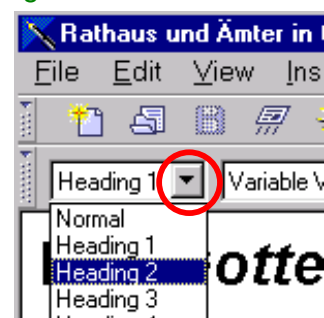 Rathaus und Ämter in
File Edit View Ins
Heading 1 Variable
Normal
Heading 1
Heading 2 otte
Heading 3